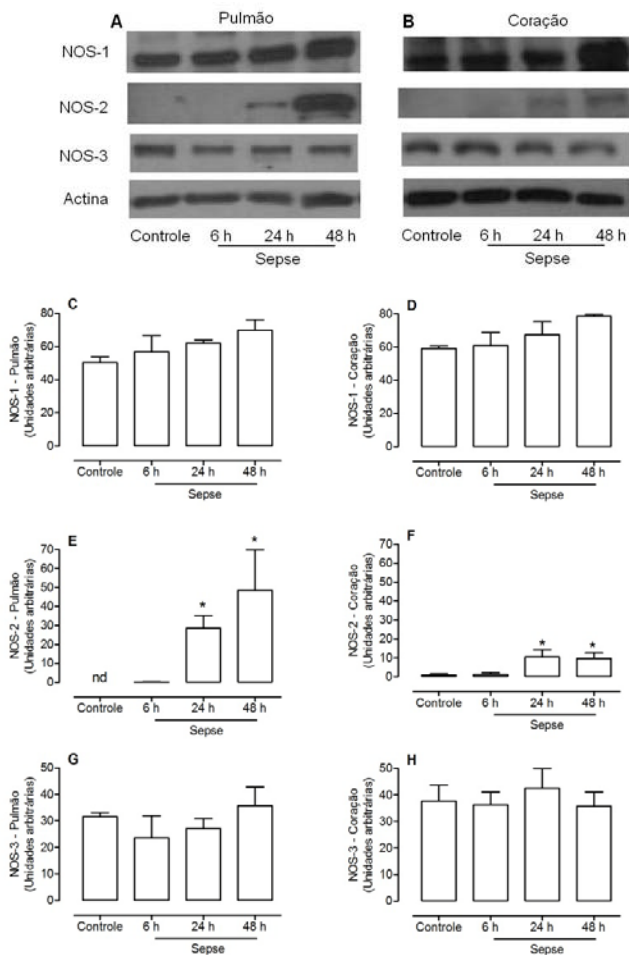 A Pulmão
B Coração
NOS-1
NOS-2
NOS-3
Actina
Controle 6 h 24 h 48 h
Sepse
Controle 6 h 24 h 48 h
Sepse
C
NOS-1 - Pulmão
(Unidades arbitrárias)
80
60
40
20
0
Controle 6 h 24 h 48 h
Sepse
D
NOS-1 - Coração
(Unidades arbitrárias)
80
60
40
20
0
Controle 6 h 24 h 48 h
Sepse
E
NOS-2 - Pulmão
(Unidades arbitrárias)
70
60
50
40
30
20
10
0
nd
*
*
Controle 6 h 24 h 48 h
Sepse
F
NOS-2 - Coração
(Unidades arbitrárias)
70
60
50
40
30
20
10
0
*
*
Controle 6 h 24 h 48 h
Sepse
G
NOS-3 - Pulmão
(Unidades arbitrárias)
50
40
30
20
10
0
Controle 6 h 24 h 48 h
Sepse
H
NOS-3 - Coração
(Unidades arbitrárias)
50
40
30
20
10
0
Controle 6 h 24 h 48 h
Sepse